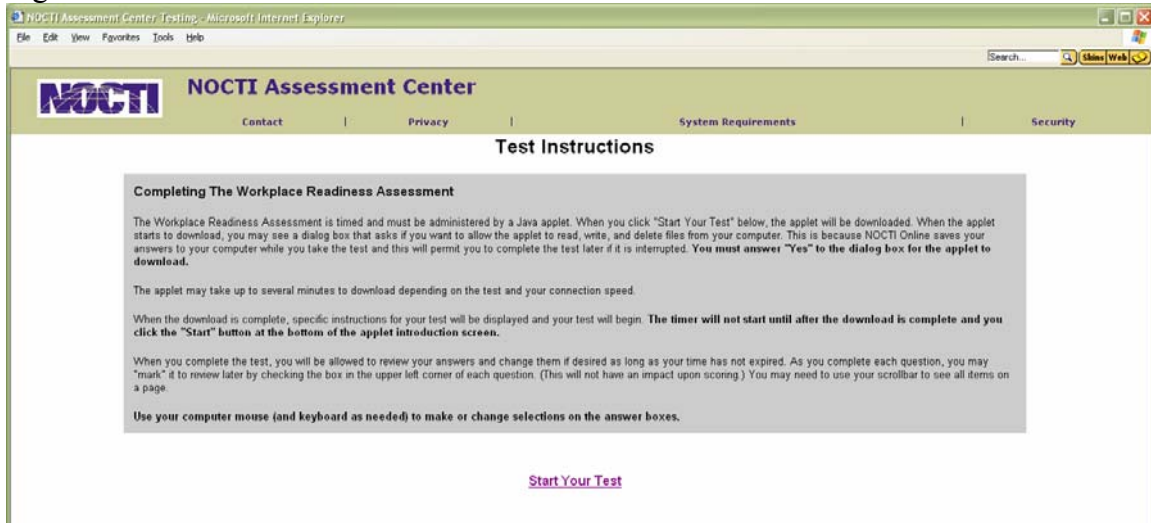 NOCTI Assessment Center Testing - Microsoft Internet Explorer
File Edit View Favorites Tools Help
Search... Skins Web
NOCTI
NOCTI Assessment Center
Contact | Privacy | System Requirements | Security
Test Instructions
Completing The Workplace Readiness Assessment
The Workplace Readiness Assessment is timed and must be administered by a Java applet. When you click "Start Your Test" below, the applet will be downloaded. When the applet
starts to download, you may see a dialog box that asks if you want to allow the applet to read, write, and delete files from your computer. This is because NOCTI Online saves your
answers to your computer while you take the test and this will permit you to complete the test later if it is interrupted. You must answer "Yes" to the dialog box for the applet to
download.
The applet may take up to several minutes to download depending on the test and your connection speed.
When the download is complete, specific instructions for your test will be displayed and your test will begin. The timer will not start until after the download is complete and you
click the "Start" button at the bottom of the applet introduction screen.
When you complete the test, you will be allowed to review your answers and change them if desired as long as your time has not expired. As you complete each question, you may
"mark" it to review later by checking the box in the upper left corner of each question. (This will not have an impact upon scoring.) You may need to use your scrollbar to see all items on
a page.
Use your computer mouse (and keyboard as needed) to make or change selections on the answer boxes.
Start Your Test